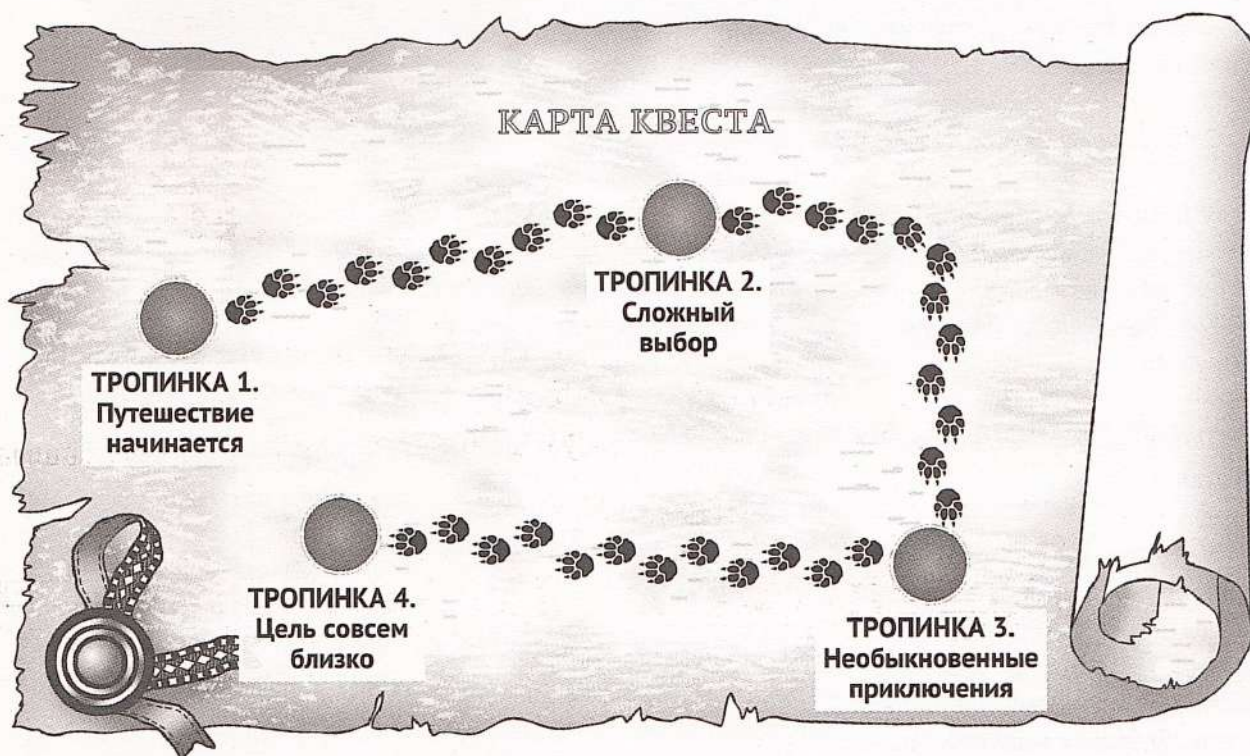 КАРТА КВЕСТА
ТРОПИНКА 1.
Путешествие
начинается
ТРОПИНКА 2.
Сложный
выбор
ТРОПИНКА 3.
Необыкновенные
приключения
ТРОПИНКА 4.
Цель совсем
близко